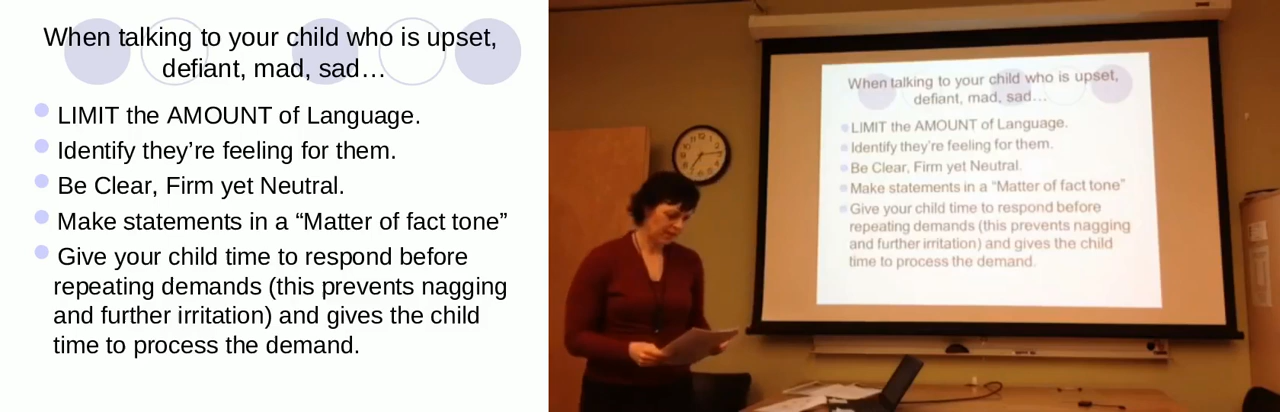 When talking to your child who is upset,
defiant, mad, sad…
LIMIT the AMOUNT of Language.
Identify they’re feeling for them.
Be Clear, Firm yet Neutral.
Make statements in a “Matter of fact tone”
Give your child time to respond before
repeating demands (this prevents nagging
and further irritation) and gives the child
time to process the demand.
When talking to your child who is upset,
defiant, mad, sad…
LIMIT the AMOUNT of Language.
Identify they’re feeling for them.
Be Clear, Firm yet Neutral.
Make statements in a “Matter of fact tone”
Give your child time to respond before
repeating demands (this prevents nagging
and further irritation) and gives the child
time to process the demand.